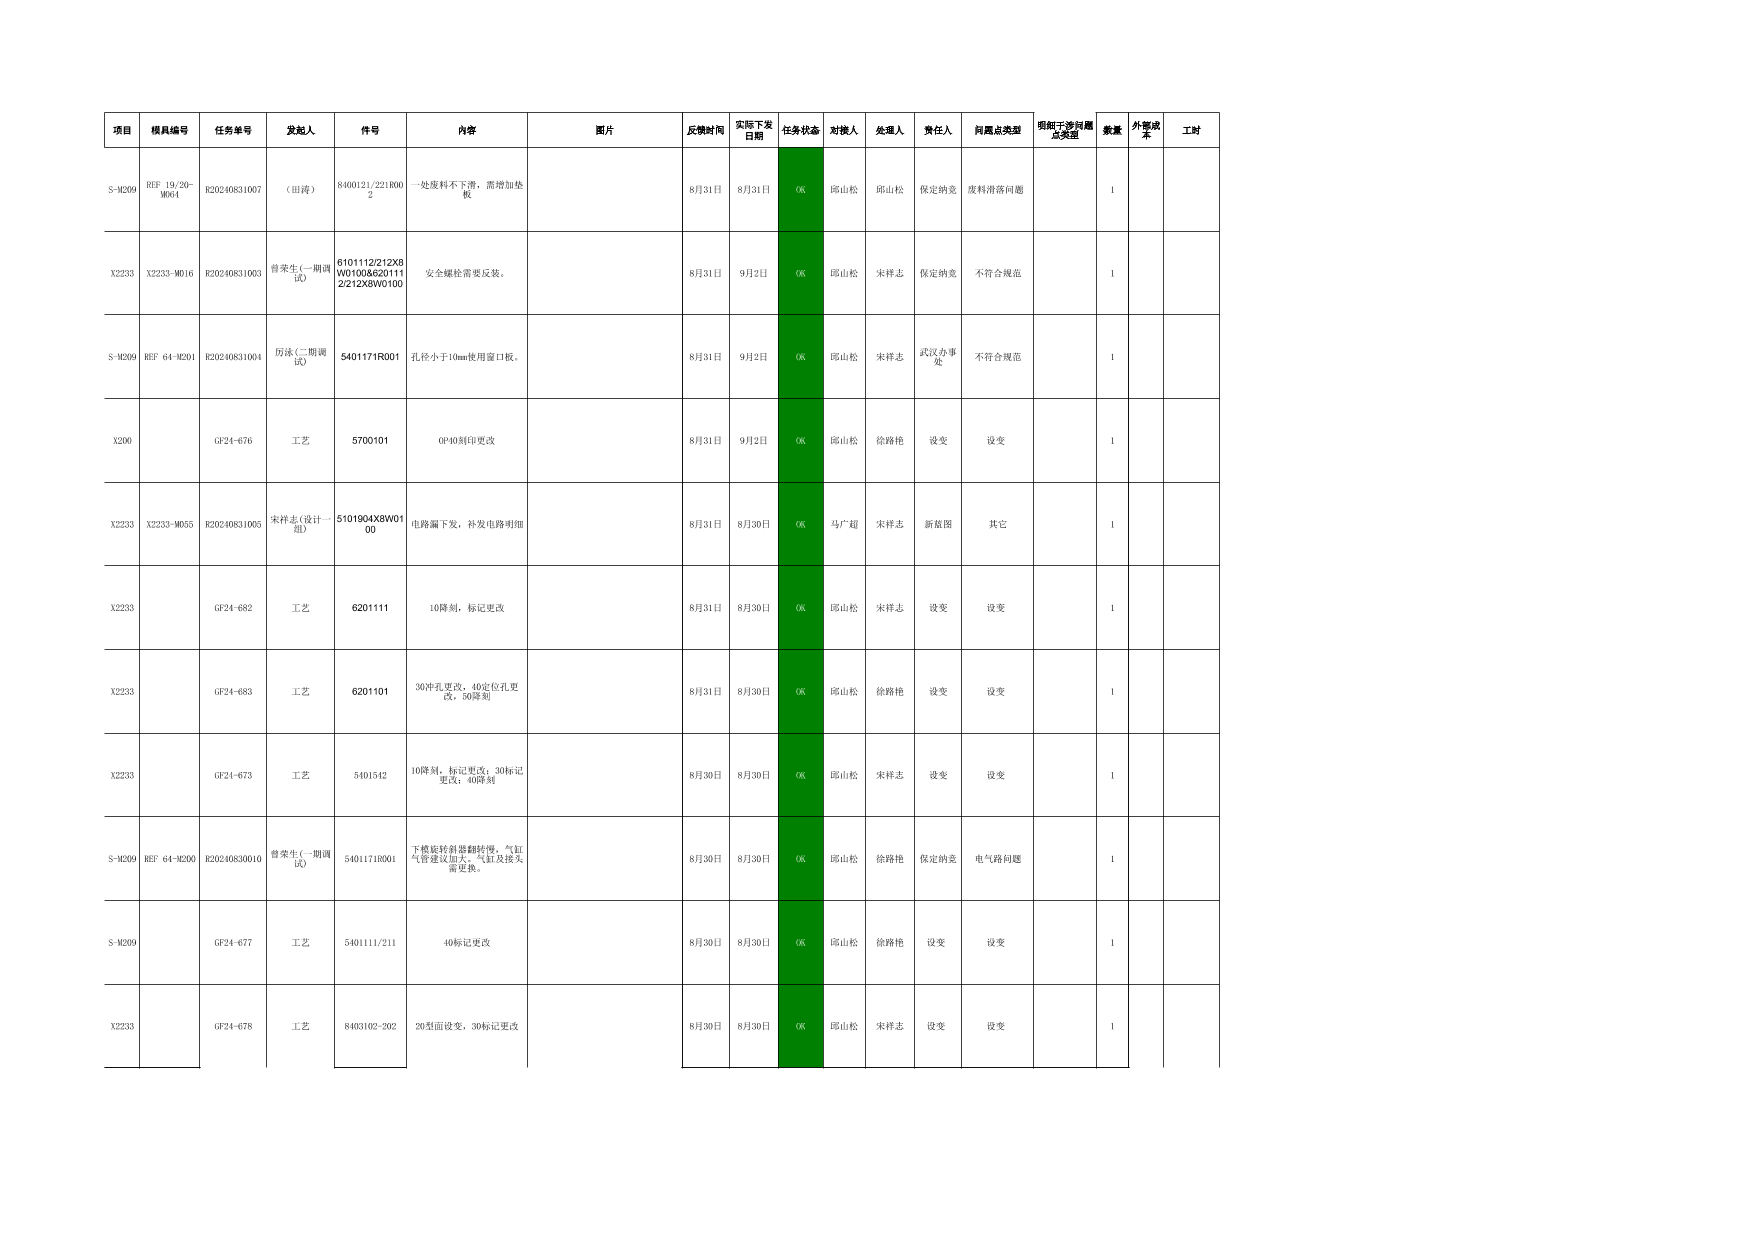 项目 模具编号 任务单号 发起人 件号 内容 图片 反馈时间 实际下发日期 任务状态 对接人 处理人 责任人 问题点类型 明细干涉问题点类型 数量 外部成本 工时
S-M209 REF 19/20-M064 R20240831007 （田涛） 8400121/221R002 一处废料不下滑，需增加垫板 8月31日 8月31日 OK 邱山松 邱山松 保定纳竞 废料滑落问题 1
X2233 X2233-M016 R20240831003 曾荣生(一期调试) 6101112/212X8W0100&6201112/212X8W0100 安全螺栓需要反装。 8月31日 9月2日 OK 邱山松 宋祥志 保定纳竞 不符合规范 1
S-M209 REF 64-M201 R20240831004 厉泳(二期调试) 5401171R001 孔径小于10mm使用窗口板。 8月31日 9月2日 OK 邱山松 宋祥志 武汉办事处 不符合规范 1
X200 GF24-676 工艺 5700101 OP40刻印更改 8月31日 9月2日 OK 邱山松 徐路艳 设变 设变 1
X2233 X2233-M055 R20240831005 宋祥志(设计一组) 5101904X8W0100 电路漏下发，补发电路明细 8月31日 8月30日 OK 马广超 宋祥志 新蓝图 其它 1
X2233 GF24-682 工艺 6201111 10降刻，标记更改 8月31日 8月30日 OK 邱山松 宋祥志 设变 设变 1
X2233 GF24-683 工艺 6201101 30冲孔更改，40定位孔更改，50降刻 8月31日 8月30日 OK 邱山松 徐路艳 设变 设变 1
X2233 GF24-673 工艺 5401542 10降刻，标记更改；30标记更改；40降刻 8月30日 8月30日 OK 邱山松 宋祥志 设变 设变 1
S-M209 REF 64-M200 R20240830010 曾荣生(一期调试) 5401171R001 下模旋转斜器翻转慢，气缸气管建议加大。气缸及接头需更换。 8月30日 8月30日 OK 邱山松 徐路艳 保定纳竞 电气路问题 1
S-M209 GF24-677 工艺 5401111/211 40标记更改 8月30日 8月30日 OK 邱山松 徐路艳 设变 设变 1
X2233 GF24-678 工艺 8403102-202 20型面设变，30标记更改 8月30日 8月30日 OK 邱山松 宋祥志 设变 设变 1